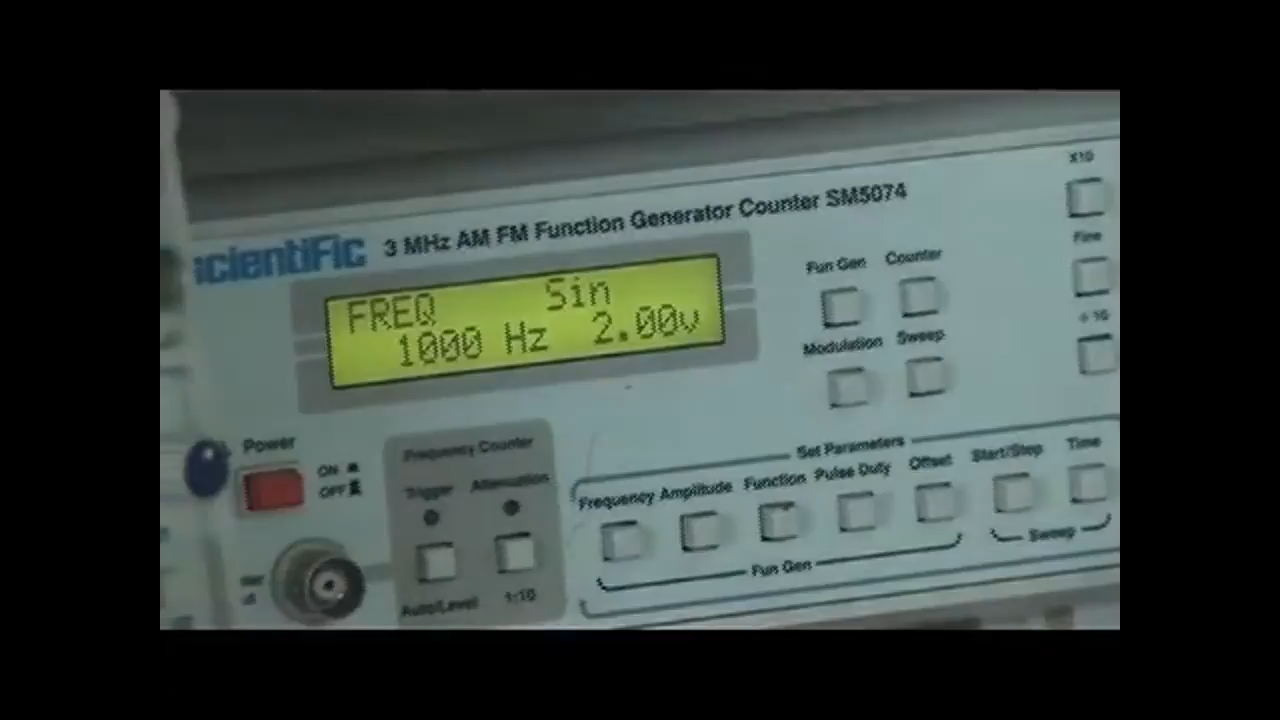 scientiFic 3 MHz AM FM Function Generator Counter SM5074
FREQ Sin
1000 Hz 2.00v
X10
Fun Gen Counter
Fine
Modulation Sweep
÷10
Power
ON
OFF
Frequency Counter
Trigger Attenuation
Auto/Level 1:10
Set Parameters
Frequency Amplitude Function Pulse Duty Offset Start/Stop Time
Fun Gen
Sweep